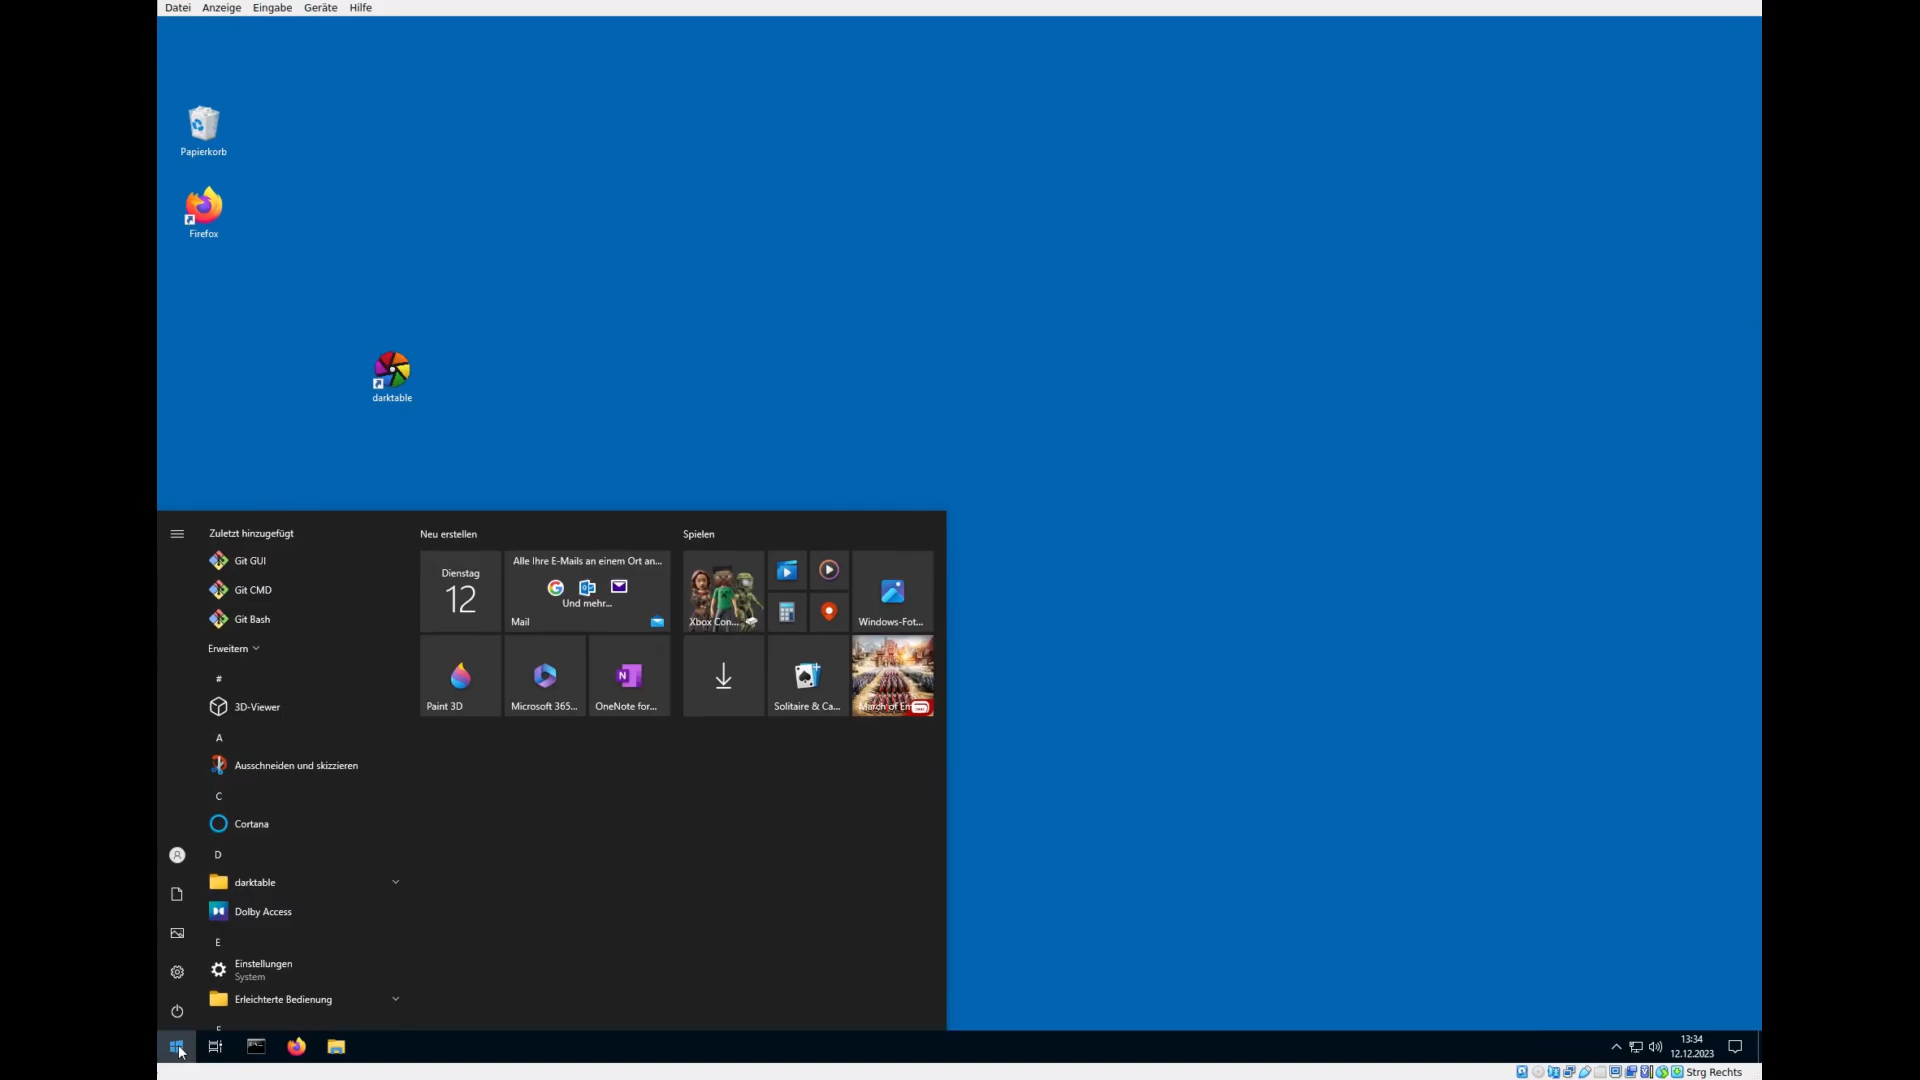 Datei Anzeige Eingabe Geräte Hilfe
Papierkorb
Firefox
darktable
Zuletzt hinzugefügt
Git GUI
Git CMD
Git Bash
Erweitern
#
3D-Viewer
A
Ausschneiden und skizzieren
C
Cortana
D
darktable
Dolby Access
E
Einstellungen
System
Erleichterte Bedienung
Neu erstellen
Dienstag
12
Alle Ihre E-Mails an einem Ort an...
Und mehr...
Mail
Paint 3D
Microsoft 365...
OneNote for...
Spielen
Xbox Con...
Windows-Fot...
Solitaire & Ca...
March of Em
13:34
12.12.2023
Strg Rechts